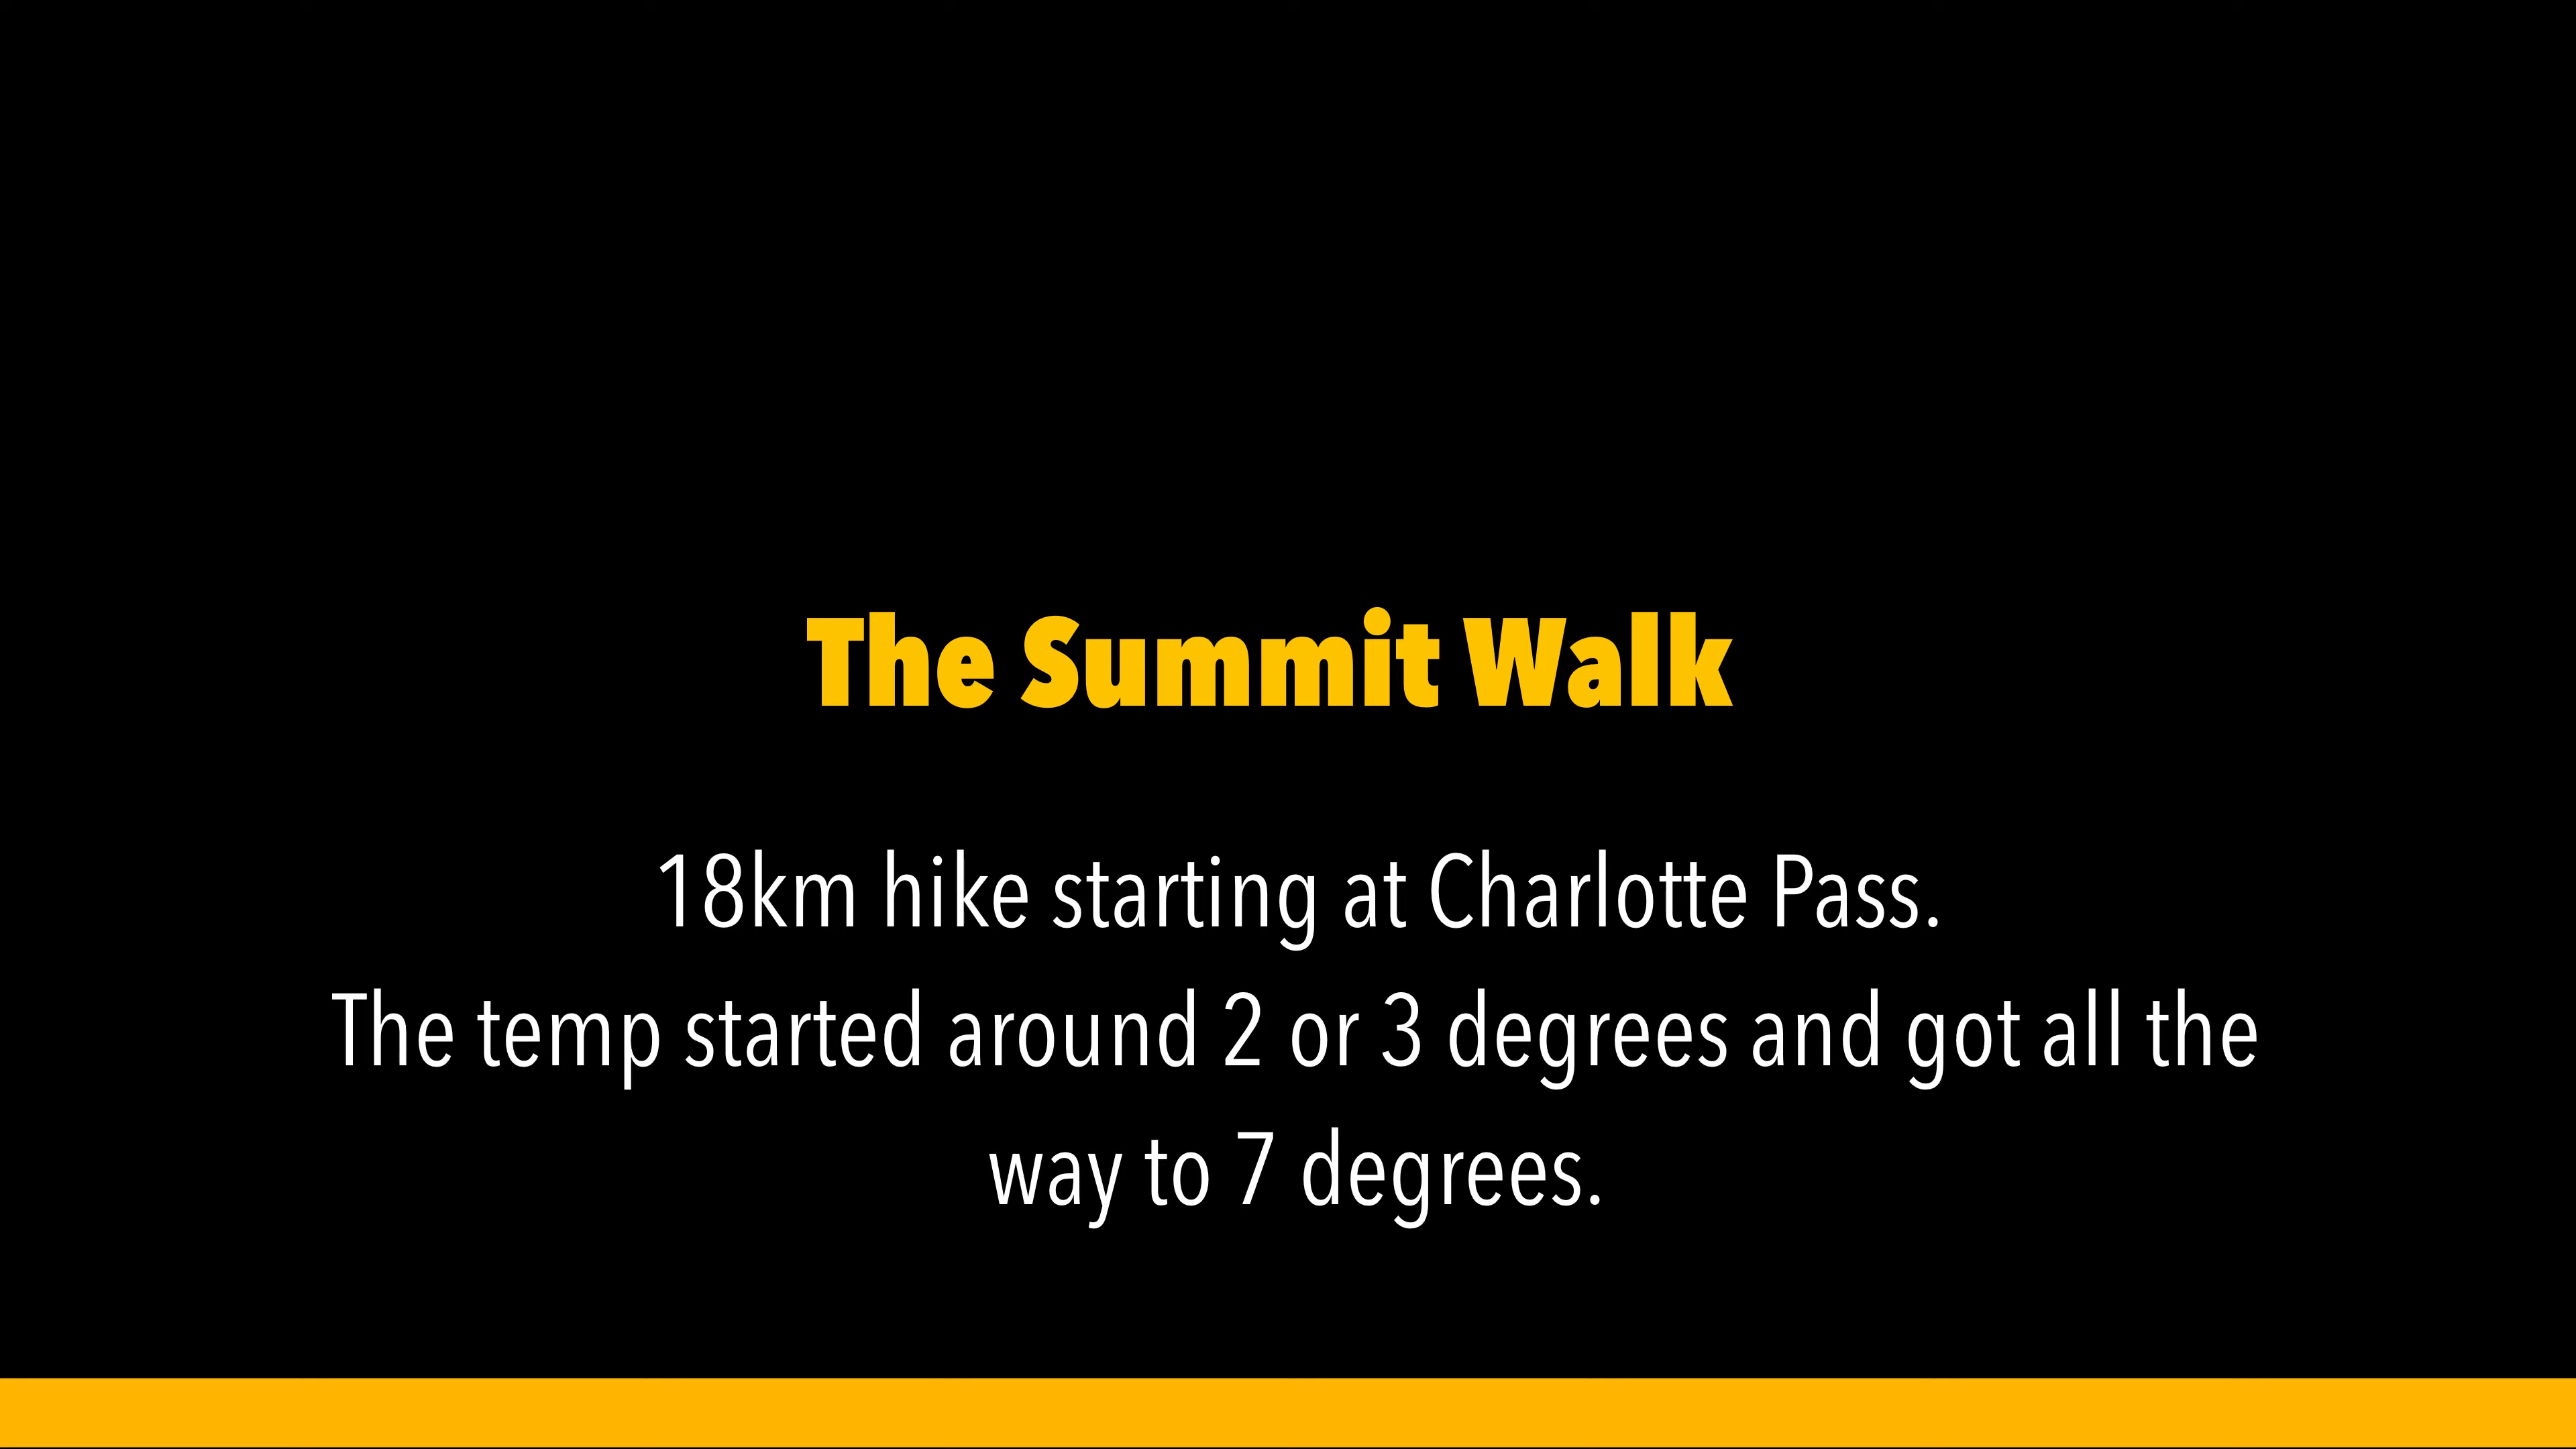 The Summit Walk
18km hike starting at Charlotte Pass.
The temp started around 2 or 3 degrees and got all the
way to 7 degrees.